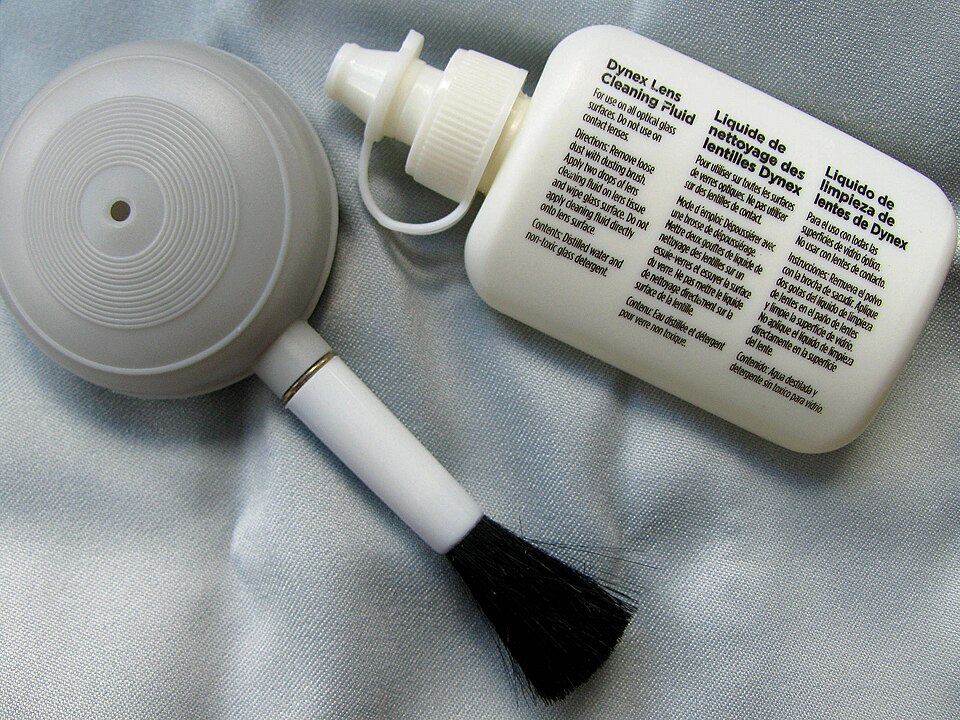 Dynex Lens
Cleaning Fluid
For use on all optical glass
surfaces. Do not use on
contact lenses.
Directions: Remove loose
dust with dusting brush.
Apply two drops of lens
cleaning fluid on lens tissue
and wipe glass surface. Do not
apply cleaning fluid directly
onto lens surface.
Contents: Distilled water and
non-toxic glass detergent.
Liquide de
nettoyage des
lentilles Dynex
Pour utiliser sur toutes les surfaces
de verres optiques. Ne pas utiliser
sur des lentilles de contact.
Mode d'emploi: Dépoussiérer avec
une brosse de dépoussiérage.
Mettre deux gouttes de liquide de
nettoyage des lentilles sur un
essuie-verres et essuyer la surface
du verre. Ne pas mettre le liquide
de nettoyage directement sur la
surface de la lentille.
Contenu: Eau distillée et détergent
pour verre non toxique.
Líquido de
limpieza de
lentes de Dynex
Para el uso con todas las
superficies de vidrio óptico.
No usar con lentes de contacto.
Instrucciones: Remueva el polvo
con la brocha de sacudir. Aplique
dos gotas del líquido de limpieza
de lentes en el paño de lentes
y limpie la superficie de vidrio.
No aplique el líquido de limpieza
directamente en la superficie
del lente.
Contenido: Agua destilada y
detergente sin toxico para vidrio.